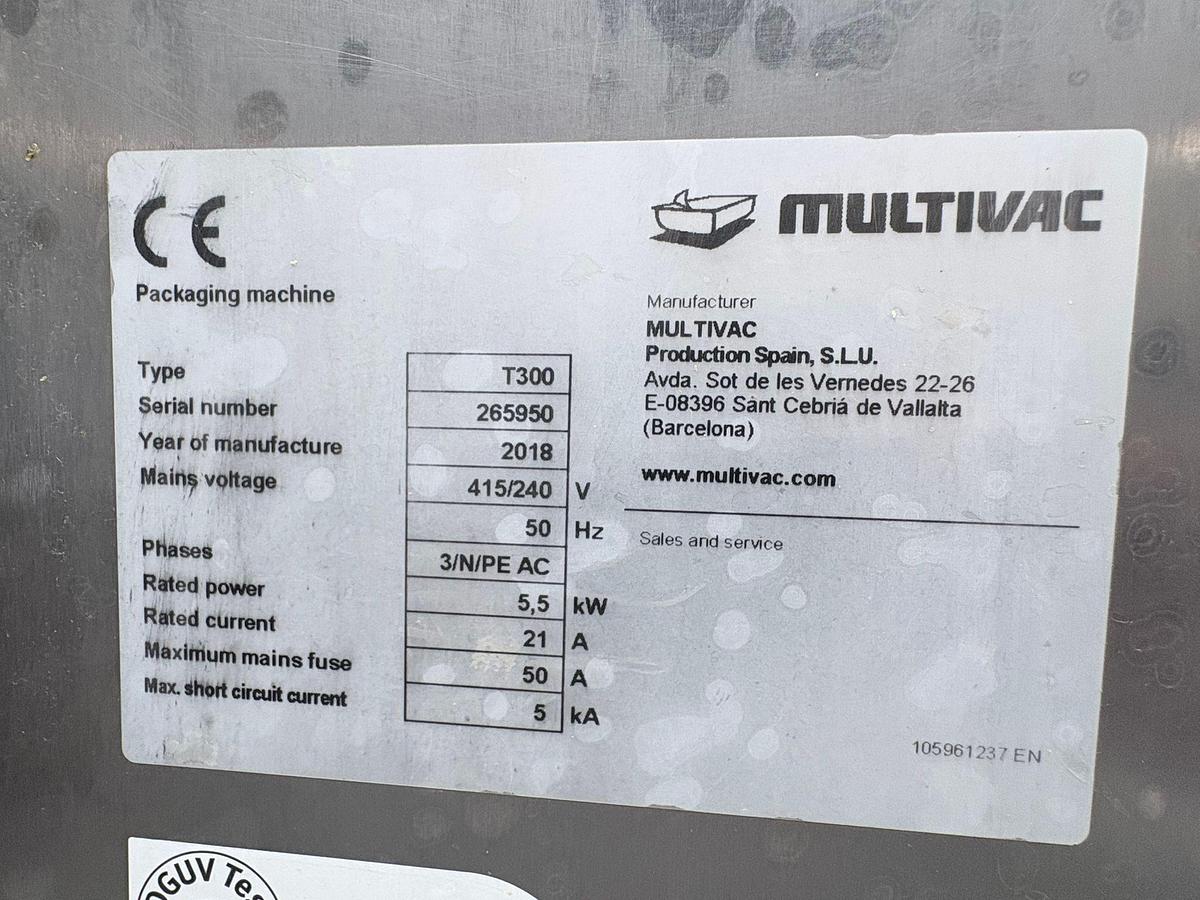 CE
Packaging machine
Type T300
Serial number 265950
Year of manufacture 2018
Mains voltage 415/240 V
50 Hz
Phases 3/N/PE AC
Rated power 5,5 kW
Rated current 21 A
Maximum mains fuse 50 A
Max. short circuit current 5 kA
MULTIVAC
Manufacturer
MULTIVAC
Production Spain, S.L.U.
Avda. Sot de les Vernedes 22-26
E-08396 Sant Cebriá de Vallalta
(Barcelona)
www.multivac.com
Sales and service
105961237 EN
DGUV Tes